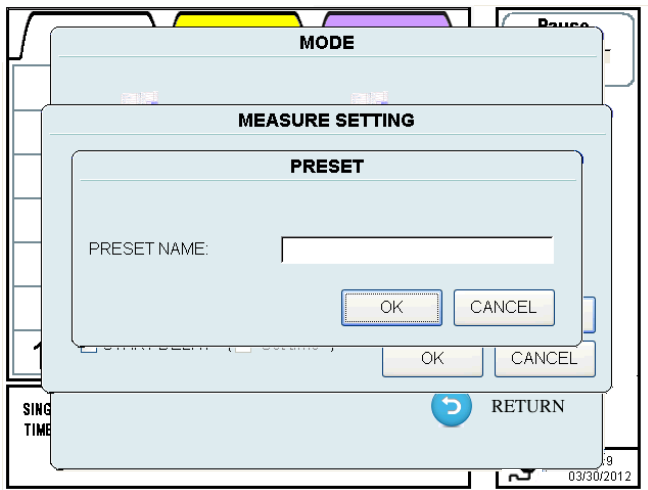 Pause
MODE
MEASURE SETTING
PRESET
PRESET NAME:
OK CANCEL
OK CANCEL
SING
TIME
RETURN
03/30/2012